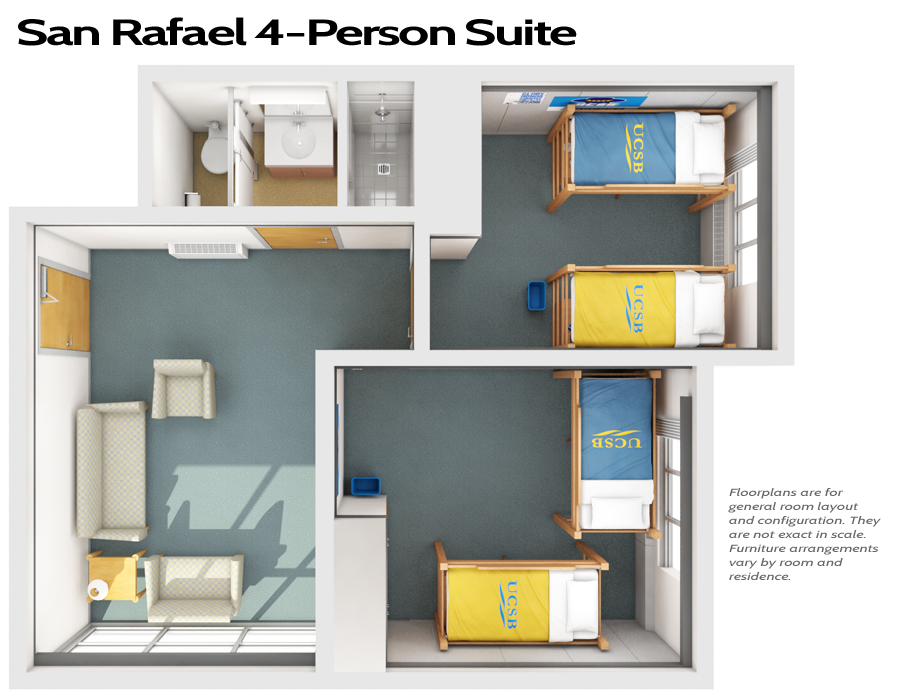 San Rafael 4-Person Suite
UCSB
UCSB
UCSB
UCSB
Floorplans are for
general room layout
and configuration. They
are not exact in scale.
Furniture arrangements
vary by room and
residence.